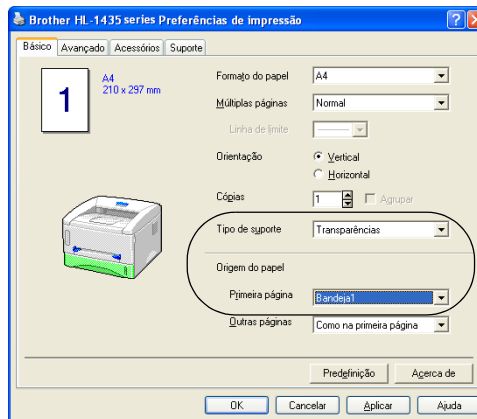 Brother HL-1435 series Preferências de impressão
Básico Avançado Acessórios Suporte
1
A4
210 x 297 mm
Formato do papel A4
Múltiplas páginas Normal
Linha de limite
Orientação Vertical
Horizontal
Cópias 1 Agrupar
Tipo de suporte Transparências
Origem do papel
Primeira página Bandeja1
Outras páginas Como na primeira página
Predefinição Acerca de
OK Cancelar Aplicar Ajuda